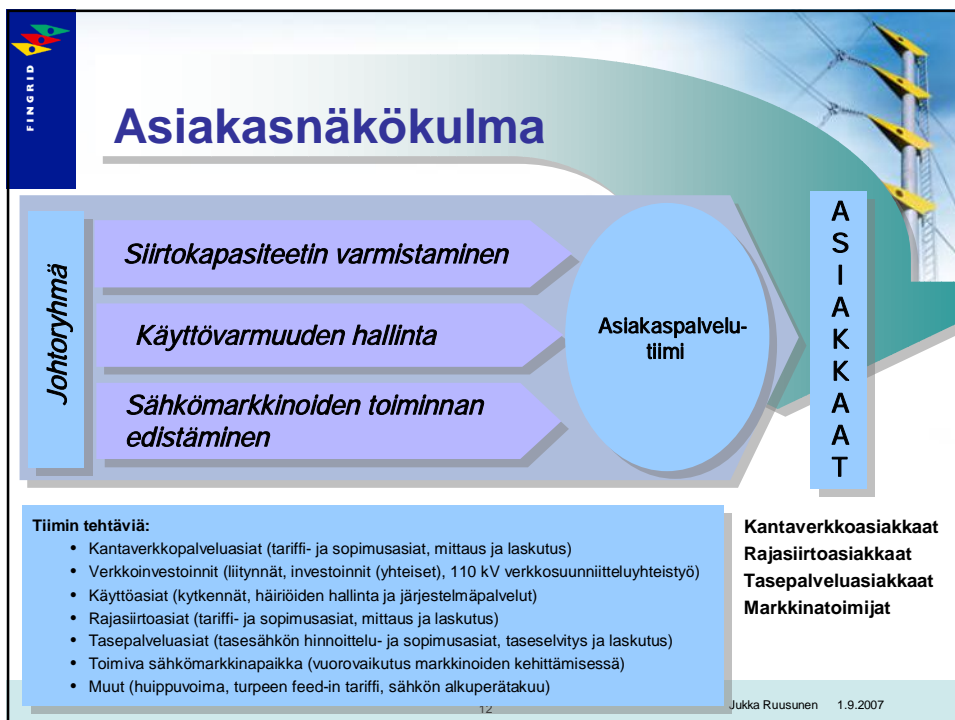 FINGRID
Asiakasnäkökulma
Johtoryhmä
Siirtokapasiteetin varmistaminen
Käyttövarmuuden hallinta
Sähkömarkkinoiden toiminnan
edistäminen
Asiakaspalvelu-
tiimi
A
S
I
A
K
K
A
A
T
Tiimin tehtäviä:
• Kantaverkkopalveluasiat (tariffi- ja sopimusasiat, mittaus ja laskutus)
• Verkkoinvestoinnit (liitynnät, investoinnit (yhteiset), 110 kV verkkosuunnitteluyhteistyö)
• Käyttöasiat (kytkennät, häiriöiden hallinta ja järjestelmäpalvelut)
• Rajasiirtoasiat (tariffi- ja sopimusasiat, mittaus ja laskutus)
• Tasepalveluasiat (tasesähkön hinnoittelu- ja sopimusasiat, taseselvitys ja laskutus)
• Toimiva sähkömarkkinapaikka (vuorovaikutus markkinoiden kehittämisessä)
• Muut (huippuvoima, turpeen feed-in tariffi, sähkön alkuperätakuu)
Kantaverkkoasiakkaat
Rajasiirtoasiakkaat
Tasepalveluasiakkaat
Markkinatoimijat
12
Jukka Ruusunen 1.9.2007